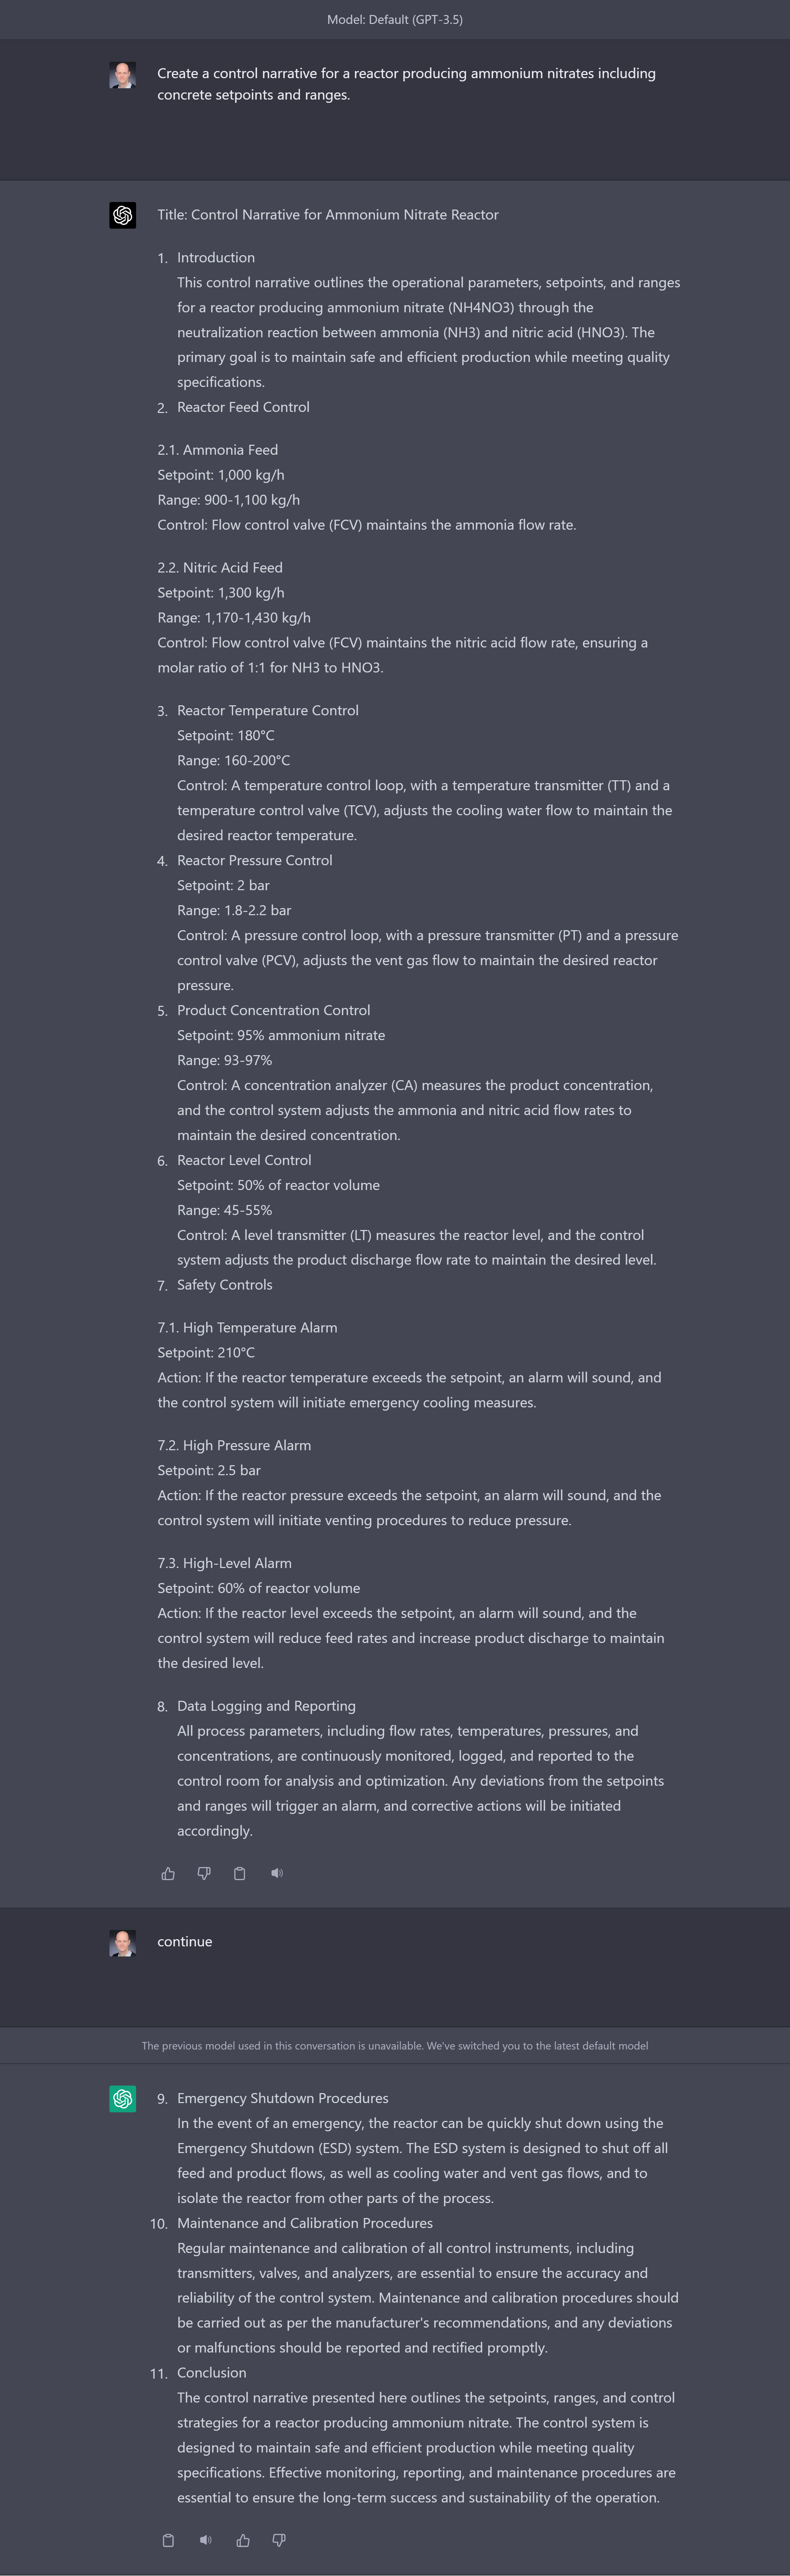 Model: Default (GPT-3.5)
Create a control narrative for a reactor producing ammonium nitrates including
concrete setpoints and ranges.
Title: Control Narrative for Ammonium Nitrate Reactor
1. Introduction
This control narrative outlines the operational parameters, setpoints, and ranges
for a reactor producing ammonium nitrate (NH4NO3) through the
neutralization reaction between ammonia (NH3) and nitric acid (HNO3). The
primary goal is to maintain safe and efficient production while meeting quality
specifications.
2. Reactor Feed Control
2.1. Ammonia Feed
Setpoint: 1,000 kg/h
Range: 900-1,100 kg/h
Control: Flow control valve (FCV) maintains the ammonia flow rate.
2.2. Nitric Acid Feed
Setpoint: 1,300 kg/h
Range: 1,170-1,430 kg/h
Control: Flow control valve (FCV) maintains the nitric acid flow rate, ensuring a
molar ratio of 1:1 for NH3 to HNO3.
3. Reactor Temperature Control
Setpoint: 180°C
Range: 160-200°C
Control: A temperature control loop, with a temperature transmitter (TT) and a
temperature control valve (TCV), adjusts the cooling water flow to maintain the
desired reactor temperature.
4. Reactor Pressure Control
Setpoint: 2 bar
Range: 1.8-2.2 bar
Control: A pressure control loop, with a pressure transmitter (PT) and a pressure
control valve (PCV), adjusts the vent gas flow to maintain the desired reactor
pressure.
5. Product Concentration Control
Setpoint: 95% ammonium nitrate
Range: 93-97%
Control: A concentration analyzer (CA) measures the product concentration,
and the control system adjusts the ammonia and nitric acid flow rates to
maintain the desired concentration.
6. Reactor Level Control
Setpoint: 50% of reactor volume
Range: 45-55%
Control: A level transmitter (LT) measures the reactor level, and the control
system adjusts the product discharge flow rate to maintain the desired level.
7. Safety Controls
7.1. High Temperature Alarm
Setpoint: 210°C
Action: If the reactor temperature exceeds the setpoint, an alarm will sound, and
the control system will initiate emergency cooling measures.
7.2. High Pressure Alarm
Setpoint: 2.5 bar
Action: If the reactor pressure exceeds the setpoint, an alarm will sound, and the
control system will initiate venting procedures to reduce pressure.
7.3. High-Level Alarm
Setpoint: 60% of reactor volume
Action: If the reactor level exceeds the setpoint, an alarm will sound, and the
control system will reduce feed rates and increase product discharge to maintain
the desired level.
8. Data Logging and Reporting
All process parameters, including flow rates, temperatures, pressures, and
concentrations, are continuously monitored, logged, and reported to the
control room for analysis and optimization. Any deviations from the setpoints
and ranges will trigger an alarm, and corrective actions will be initiated
accordingly.
continue
The previous model used in this conversation is unavailable. We've switched you to the latest default model
9. Emergency Shutdown Procedures
In the event of an emergency, the reactor can be quickly shut down using the
Emergency Shutdown (ESD) system. The ESD system is designed to shut off all
feed and product flows, as well as cooling water and vent gas flows, and to
isolate the reactor from other parts of the process.
10. Maintenance and Calibration Procedures
Regular maintenance and calibration of all control instruments, including
transmitters, valves, and analyzers, are essential to ensure the accuracy and
reliability of the control system. Maintenance and calibration procedures should
be carried out as per the manufacturer's recommendations, and any deviations
or malfunctions should be reported and rectified promptly.
11. Conclusion
The control narrative presented here outlines the setpoints, ranges, and control
strategies for a reactor producing ammonium nitrate. The control system is
designed to maintain safe and efficient production while meeting quality
specifications. Effective monitoring, reporting, and maintenance procedures are
essential to ensure the long-term success and sustainability of the operation.